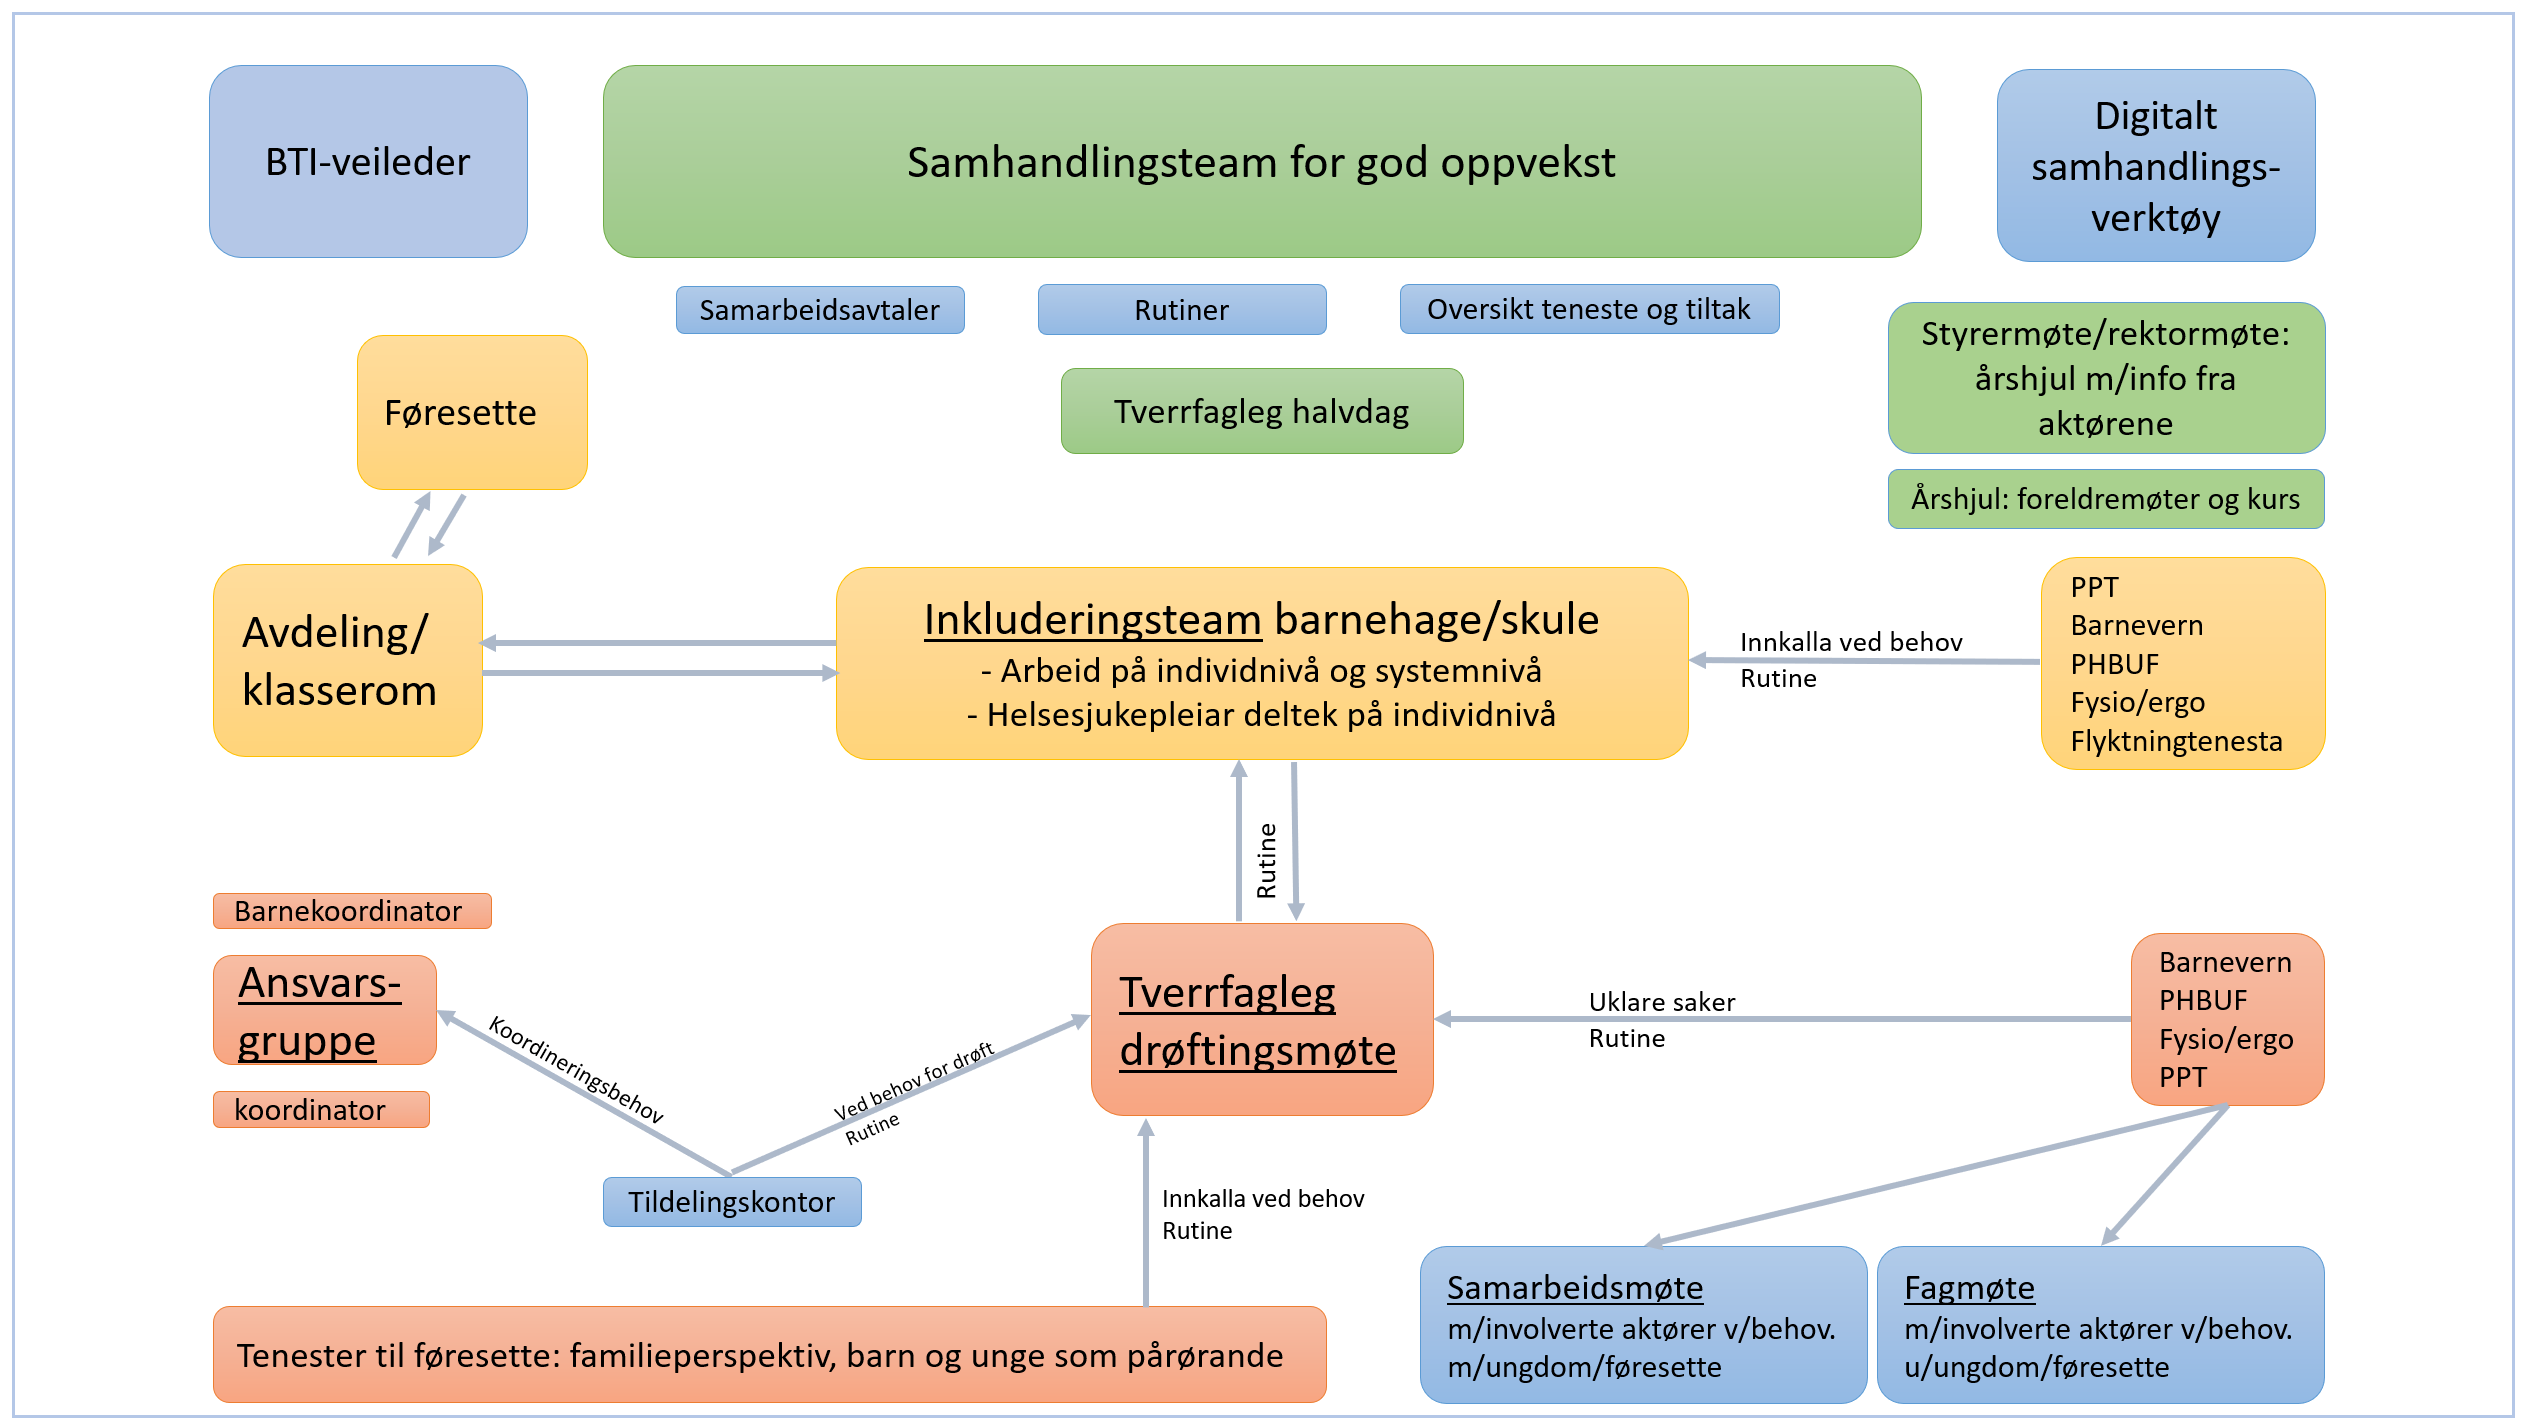 BTI-veileder
Samhandlingsteam for god oppvekst
Digitalt
samhandlings-
verktøy
Samarbeidsavtaler
Rutiner
Oversikt teneste og tiltak
Styrermøte/rektormøte:
årshjul m/info fra
aktørene
Føresette
Tverrfagleg halvdag
Årshjul: foreldremøter og kurs
Avdeling/
klasserom
Inkluderingsteam barnehage/skule
- Arbeid på individnivå og systemnivå
- Helsesjukepleiar deltek på individnivå
Innkalla ved behov
Rutine
PPT
Barnevern
PHBUF
Fysio/ergo
Flyktningtenesta
Rutine
Barnekoordinator
Ansvars-
gruppe
koordinator
Koordineringsbehov
Ved behov for drøft
Rutine
Tverrfagleg
drøftingsmøte
Uklare saker
Rutine
Barnevern
PHBUF
Fysio/ergo
PPT
Tildelingskontor
Innkalla ved behov
Rutine
Tenester til føresette: familieperspektiv, barn og unge som pårørande
Samarbeidsmøte
m/involverte aktører v/behov.
m/ungdom/føresette
Fagmøte
m/involverte aktører v/behov.
u/ungdom/føresette